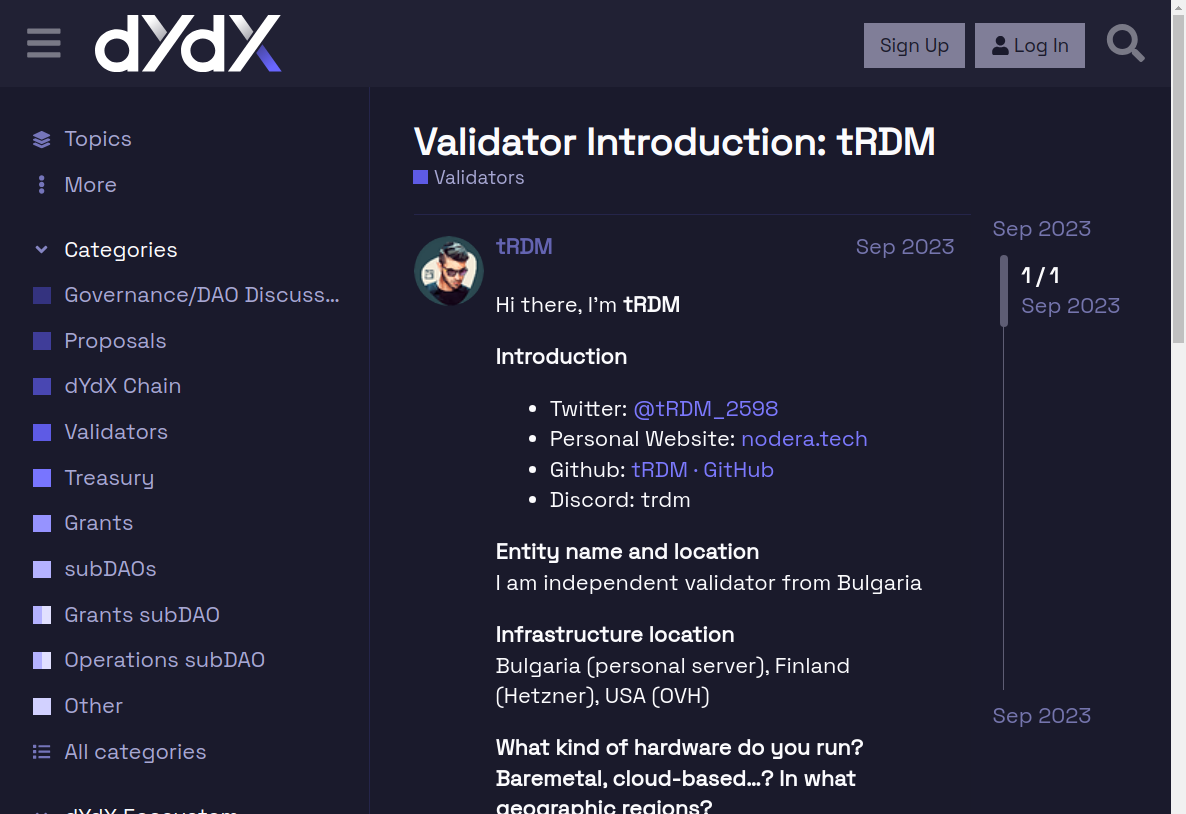 dYdX
Sign Up
Log In
Topics
More
Categories
Governance/DAO Discuss...
Proposals
dYdX Chain
Validators
Treasury
Grants
subDAOs
Grants subDAO
Operations subDAO
Other
All categories
dYdX Ecosystem
Validator Introduction: tRDM
Validators
tRDM
Sep 2023
Hi there, I'm tRDM
Introduction
Twitter: @tRDM_2598
Personal Website: nodera.tech
Github: tRDM · GitHub
Discord: trdm
Entity name and location
I am independent validator from Bulgaria
Infrastructure location
Bulgaria (personal server), Finland
(Hetzner), USA (OVH)
What kind of hardware do you run?
Baremetal, cloud-based…? In what
geographic regions?
Sep 2023
1 / 1
Sep 2023
Sep 2023